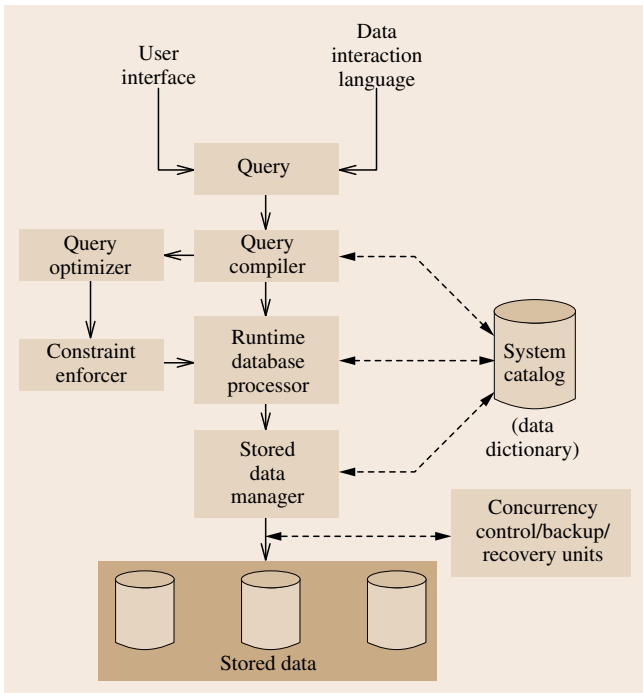 User
interface
Data
interaction
language
Query
Query
optimizer
Query
compiler
Constraint
enforcer
Runtime
database
processor
System
catalog
(data
dictionary)
Stored
data
manager
Concurrency
control/backup/
recovery units
Stored data